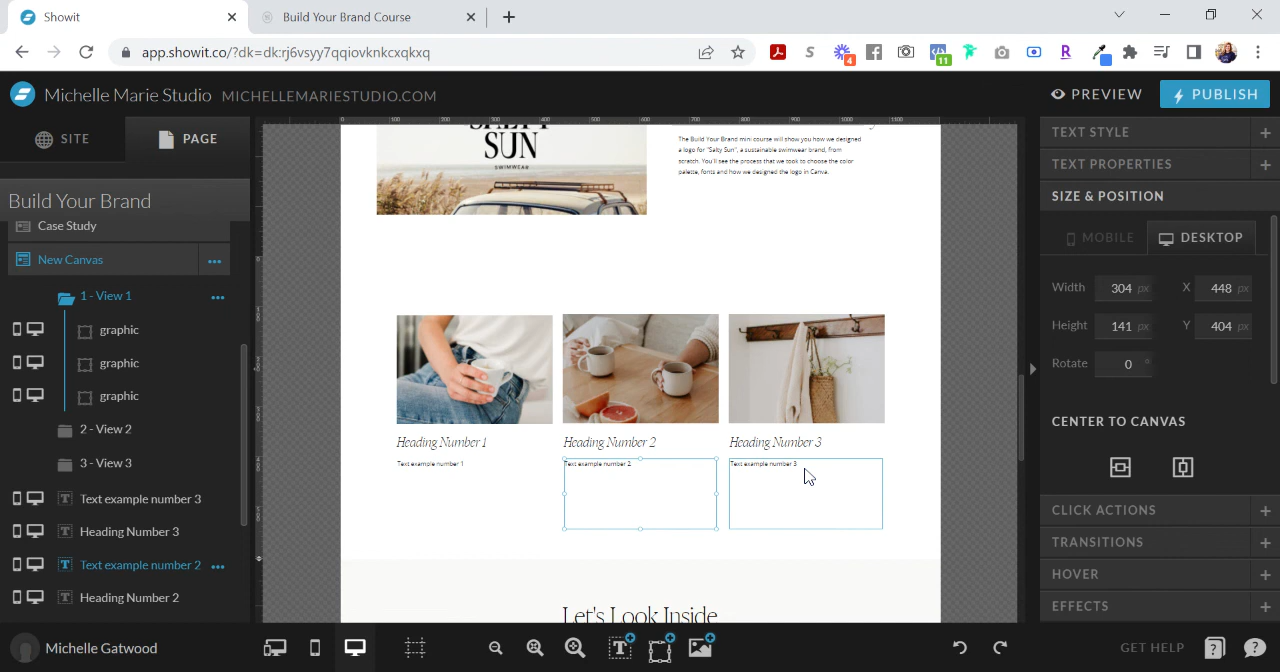 Showit
Build Your Brand Course
app.showit.co/?dk=dkrj6vsyy7qqiovknkcxqkxq
4
11
Michelle Marie Studio MICHELLEMARIESTUDIO.COM
PREVIEW
PUBLISH
SITE
PAGE
Build Your Brand
Case Study
New Canvas
1 - View 1
graphic
graphic
graphic
2 - View 2
3 - View 3
Text example number 3
Heading Number 3
Text example number 2
Heading Number 2
SALTY
SUN
SWIMWEAR
The Build Your Brand mini course will show you how we designed
a logo for "Salty Sun", a sustainable swimwear brand, from
scratch. You'll see the process that we took to choose the color
palette, fonts and how we designed the logo in Canva.
Heading Number 1
Text example number 1
Heading Number 2
Text example number 2
Heading Number 3
Text example number 3
Let's Look Inside
TEXT STYLE
TEXT PROPERTIES
SIZE & POSITION
MOBILE
DESKTOP
Width 304 px X 448 px
Height 141 px Y 404 px
Rotate 0 °
CENTER TO CANVAS
CLICK ACTIONS
TRANSITIONS
HOVER
EFFECTS
Michelle Gatwood
GET HELP